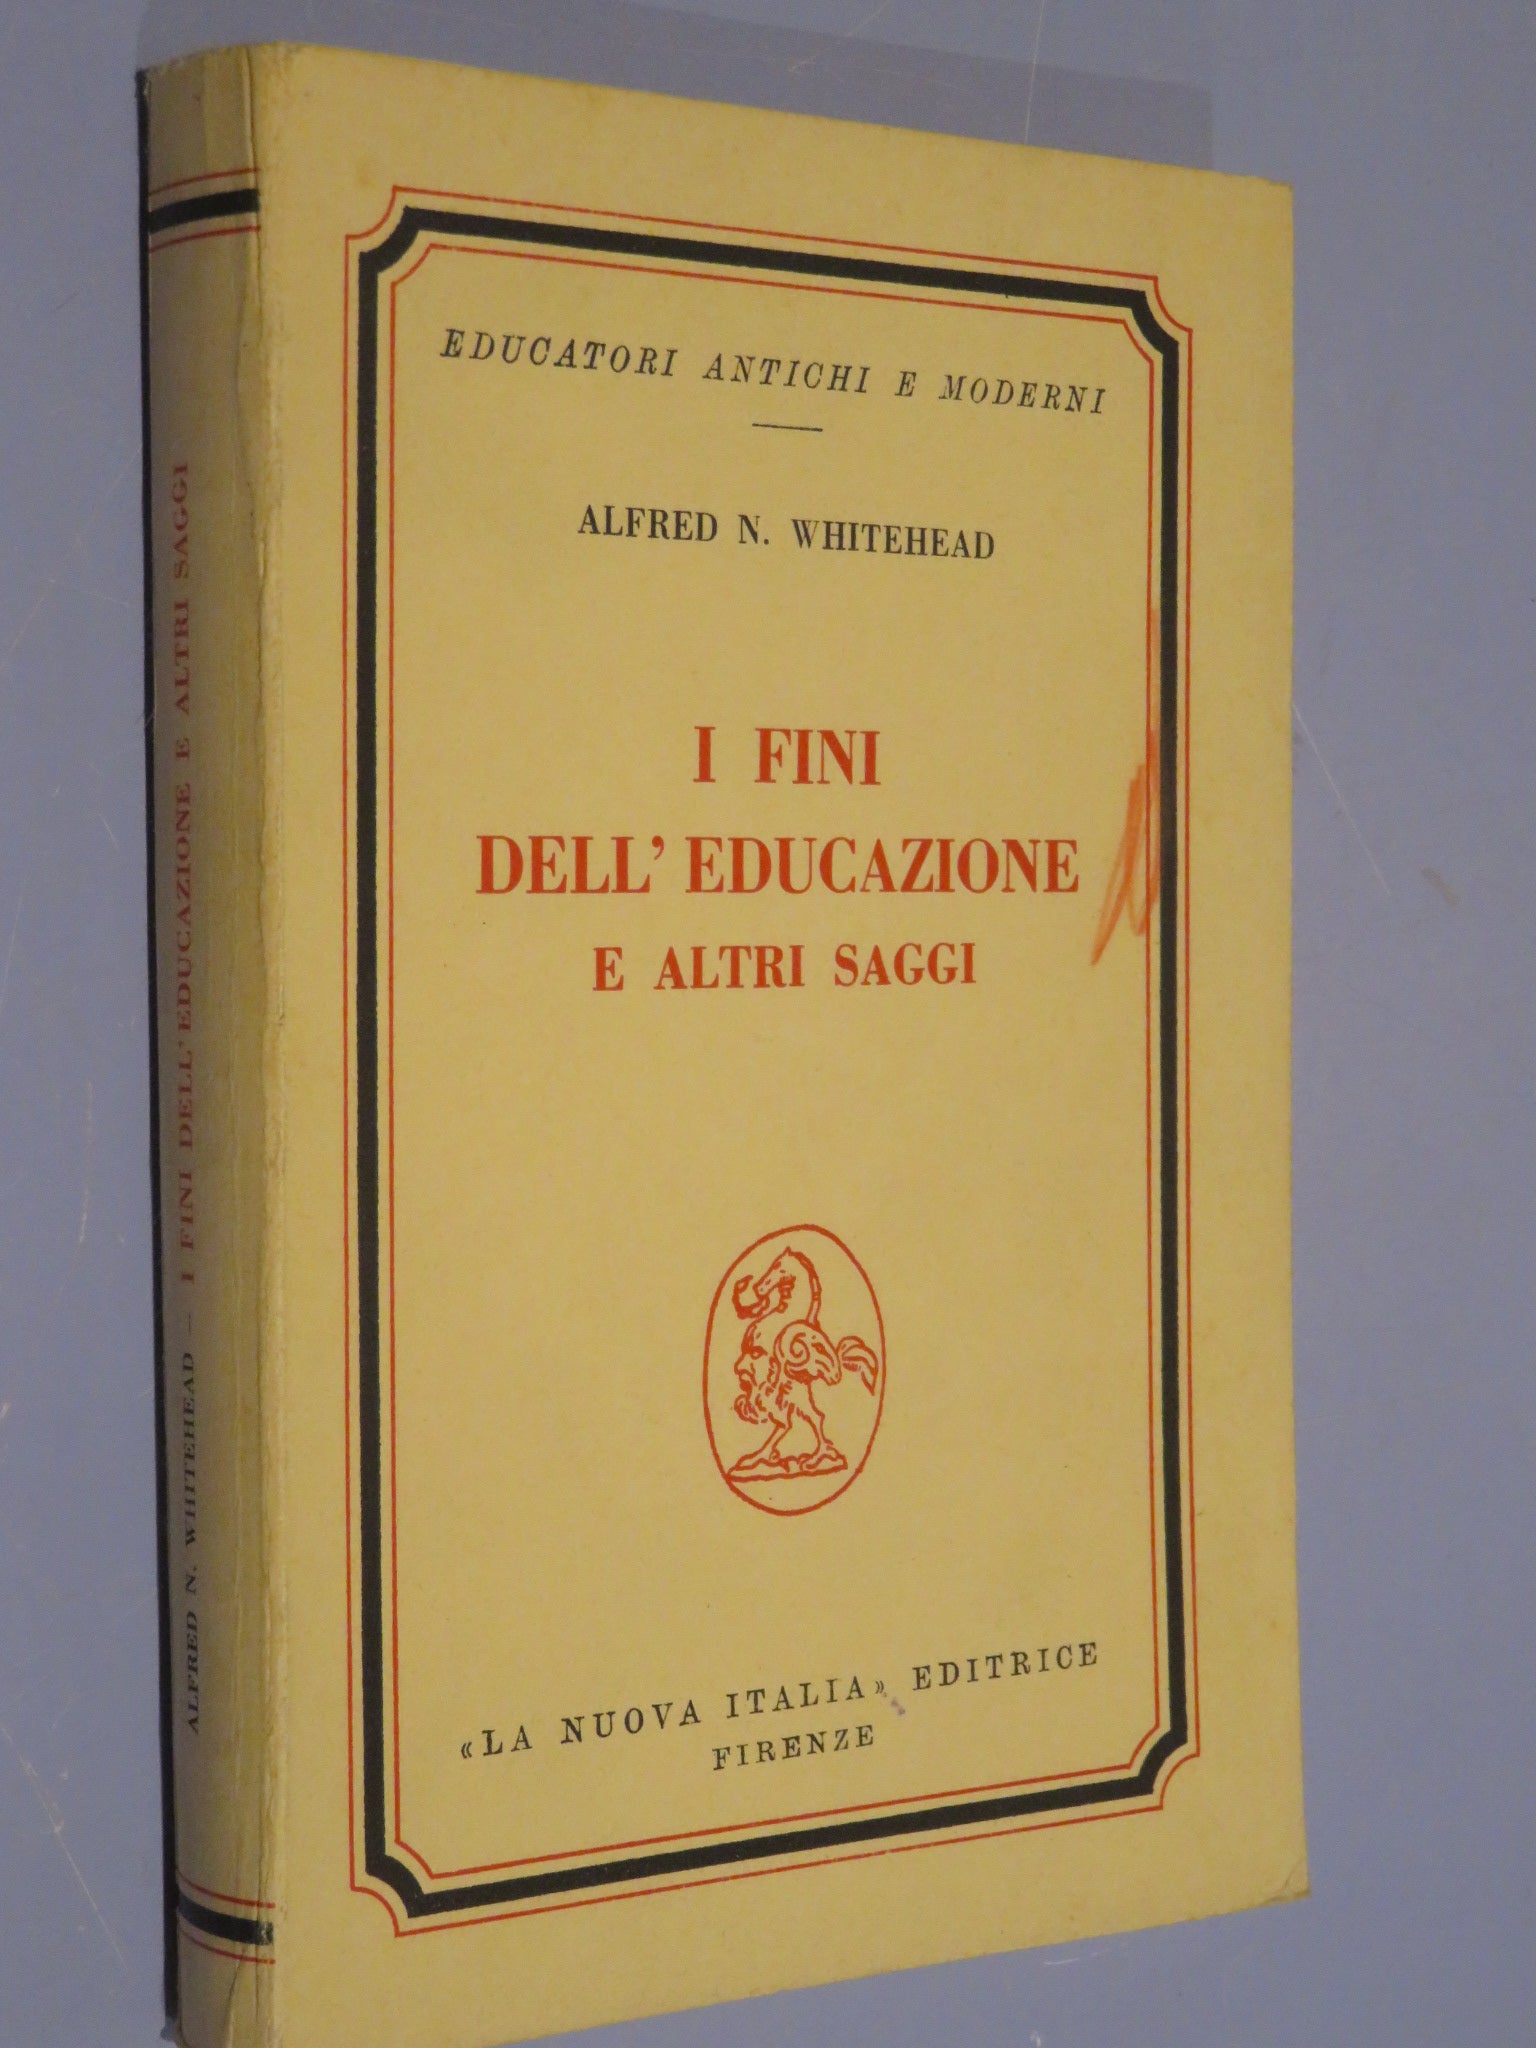 EDUCATORI ANTICHI E MODERNI
ALFRED N. WHITEHEAD
I FINI
DELL' EDUCAZIONE
E ALTRI SAGGI
«LA NUOVA ITALIA» EDITRICE
FIRENZE
ALFRED N. WHITEHEAD – I FINI DELL' EDUCAZIONE E ALTRI SAGGI